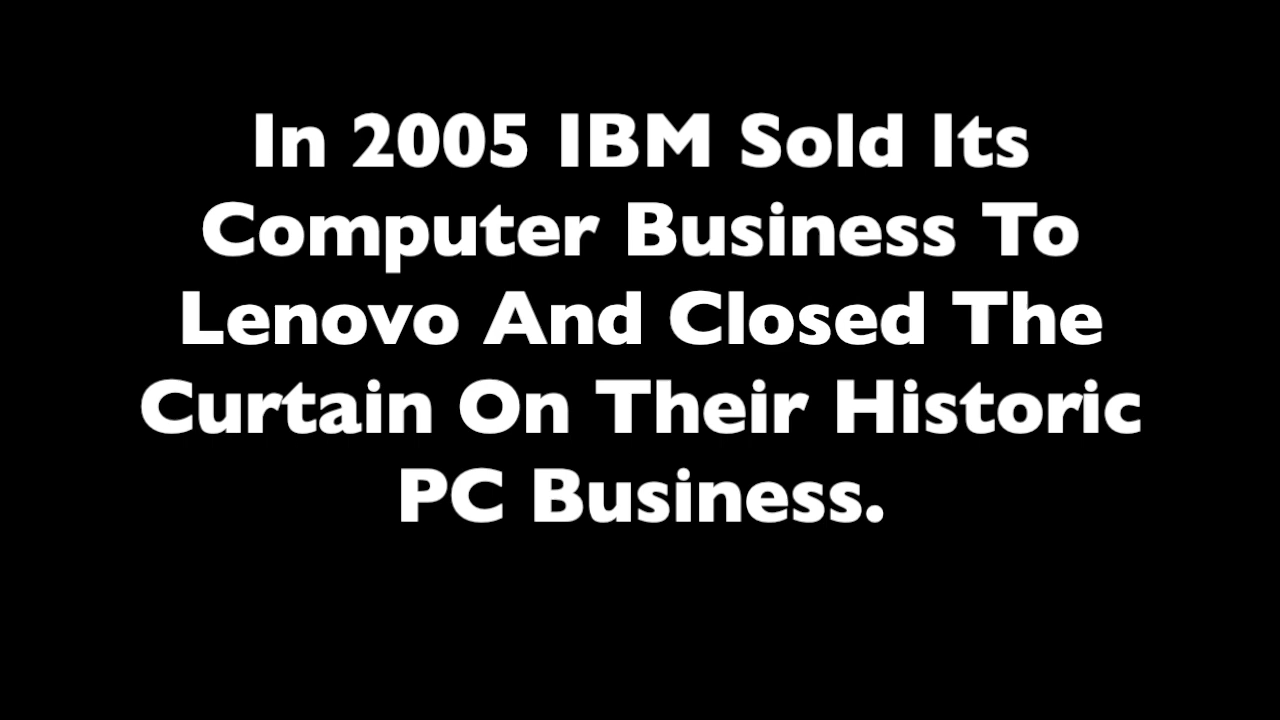 In 2005 IBM Sold Its
Computer Business To
Lenovo And Closed The
Curtain On Their Historic
PC Business.